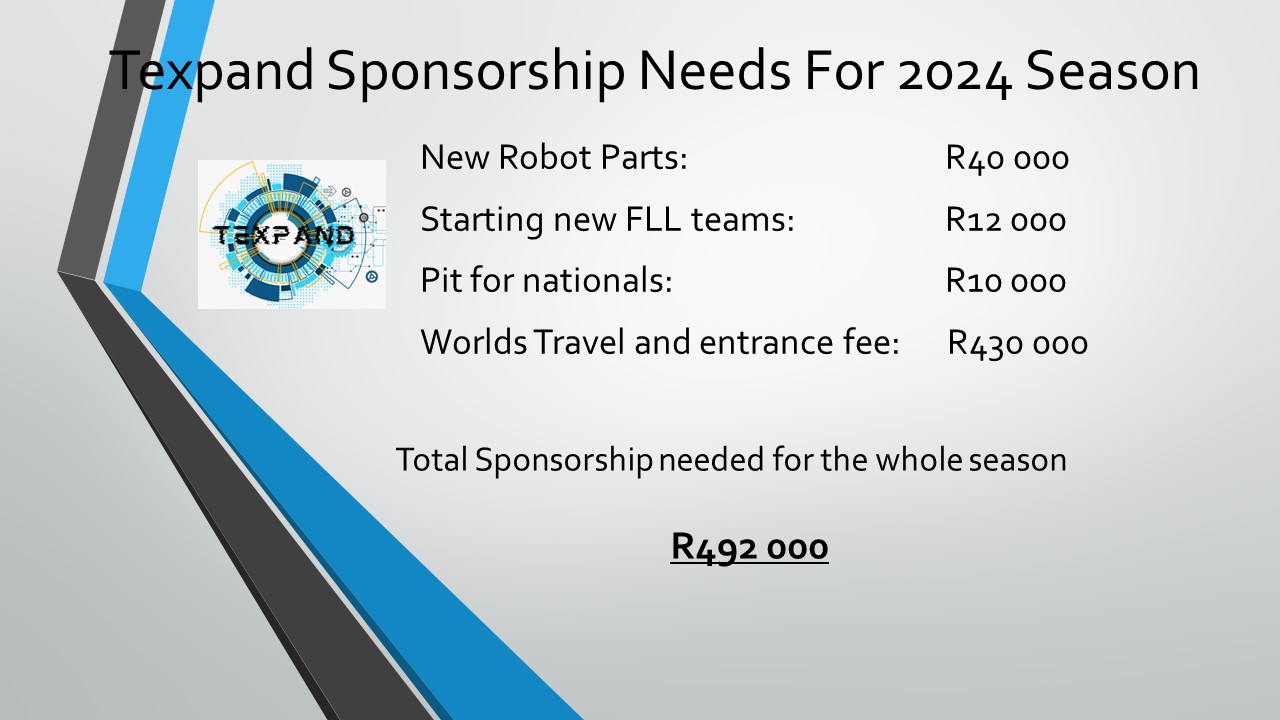 Texpand Sponsorship Needs For 2024 Season
TEXPAND
New Robot Parts: R40 000
Starting new FLL teams: R12 000
Pit for nationals: R10 000
Worlds Travel and entrance fee: R430 000
Total Sponsorship needed for the whole season
R492 000